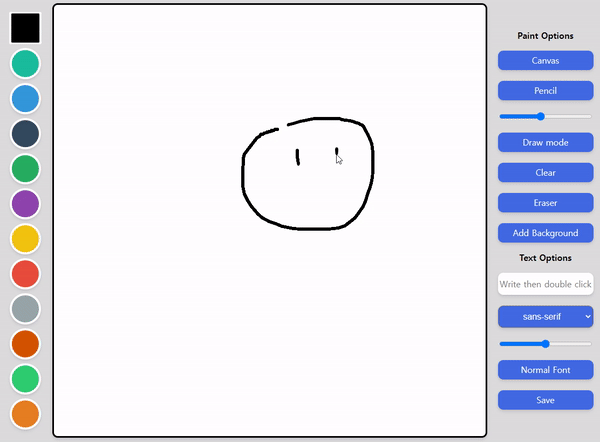 Paint Options
Canvas
Pencil
Draw mode
Clear
Eraser
Add Background
Text Options
Write then double click
sans-serif
Normal Font
Save